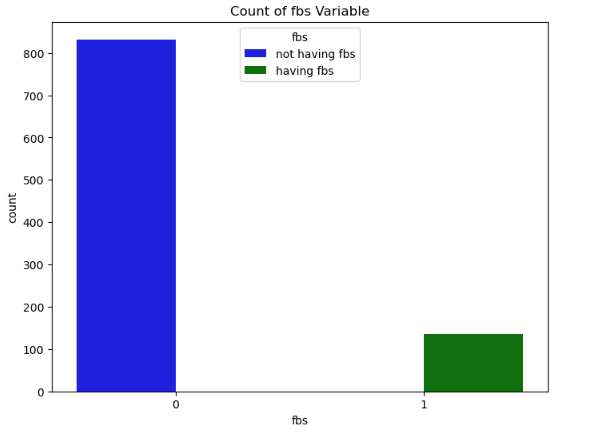 Count of fbs Variable
fbs
not having fbs
having fbs
count
800
700
600
500
400
300
200
100
0
0
1
fbs